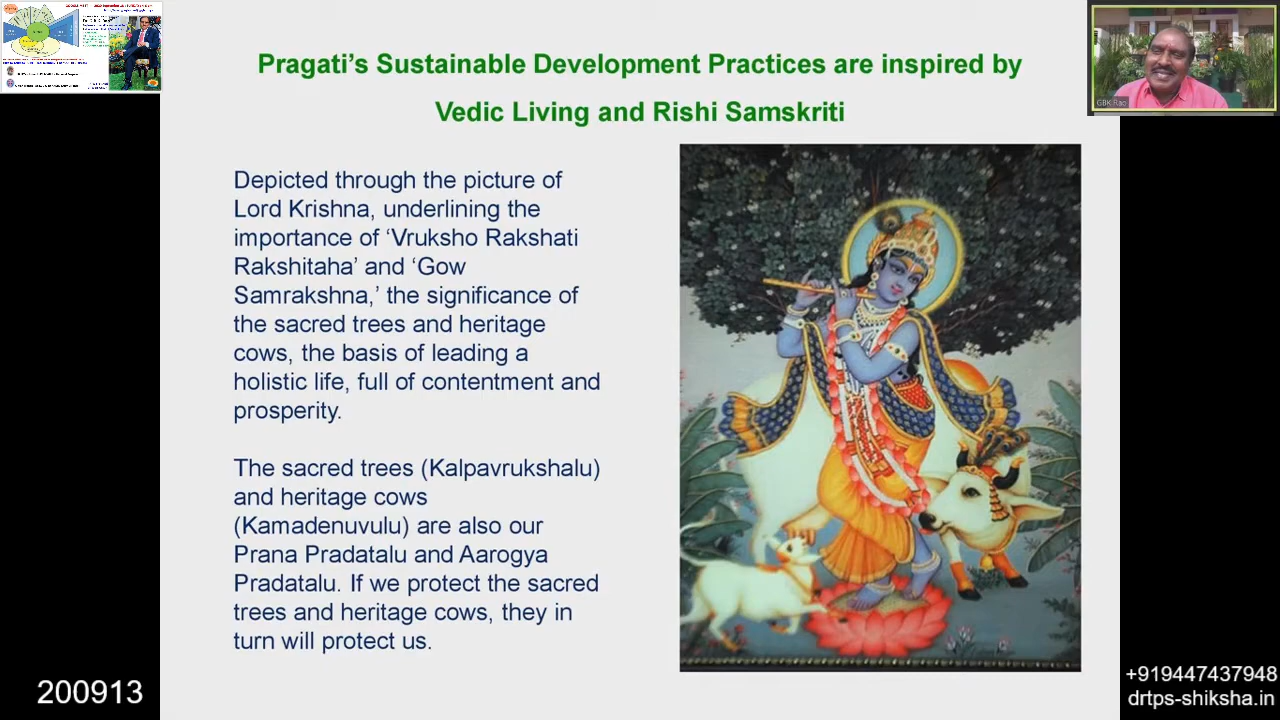 Pragati’s Sustainable Development Practices are inspired by
Vedic Living and Rishi Samskriti
GBK Rao
Depicted through the picture of
Lord Krishna, underlining the
importance of ‘Vruksho Rakshati
Rakshitaha’ and ‘Gow
Samrakshna,’ the significance of
the sacred trees and heritage
cows, the basis of leading a
holistic life, full of contentment and
prosperity.
The sacred trees (Kalpavrukshalu)
and heritage cows
(Kamadenuvulu) are also our
Prana Pradatalu and Aarogya
Pradatalu. If we protect the sacred
trees and heritage cows, they in
turn will protect us.
200913
+919447437948
drtps-shiksha.in